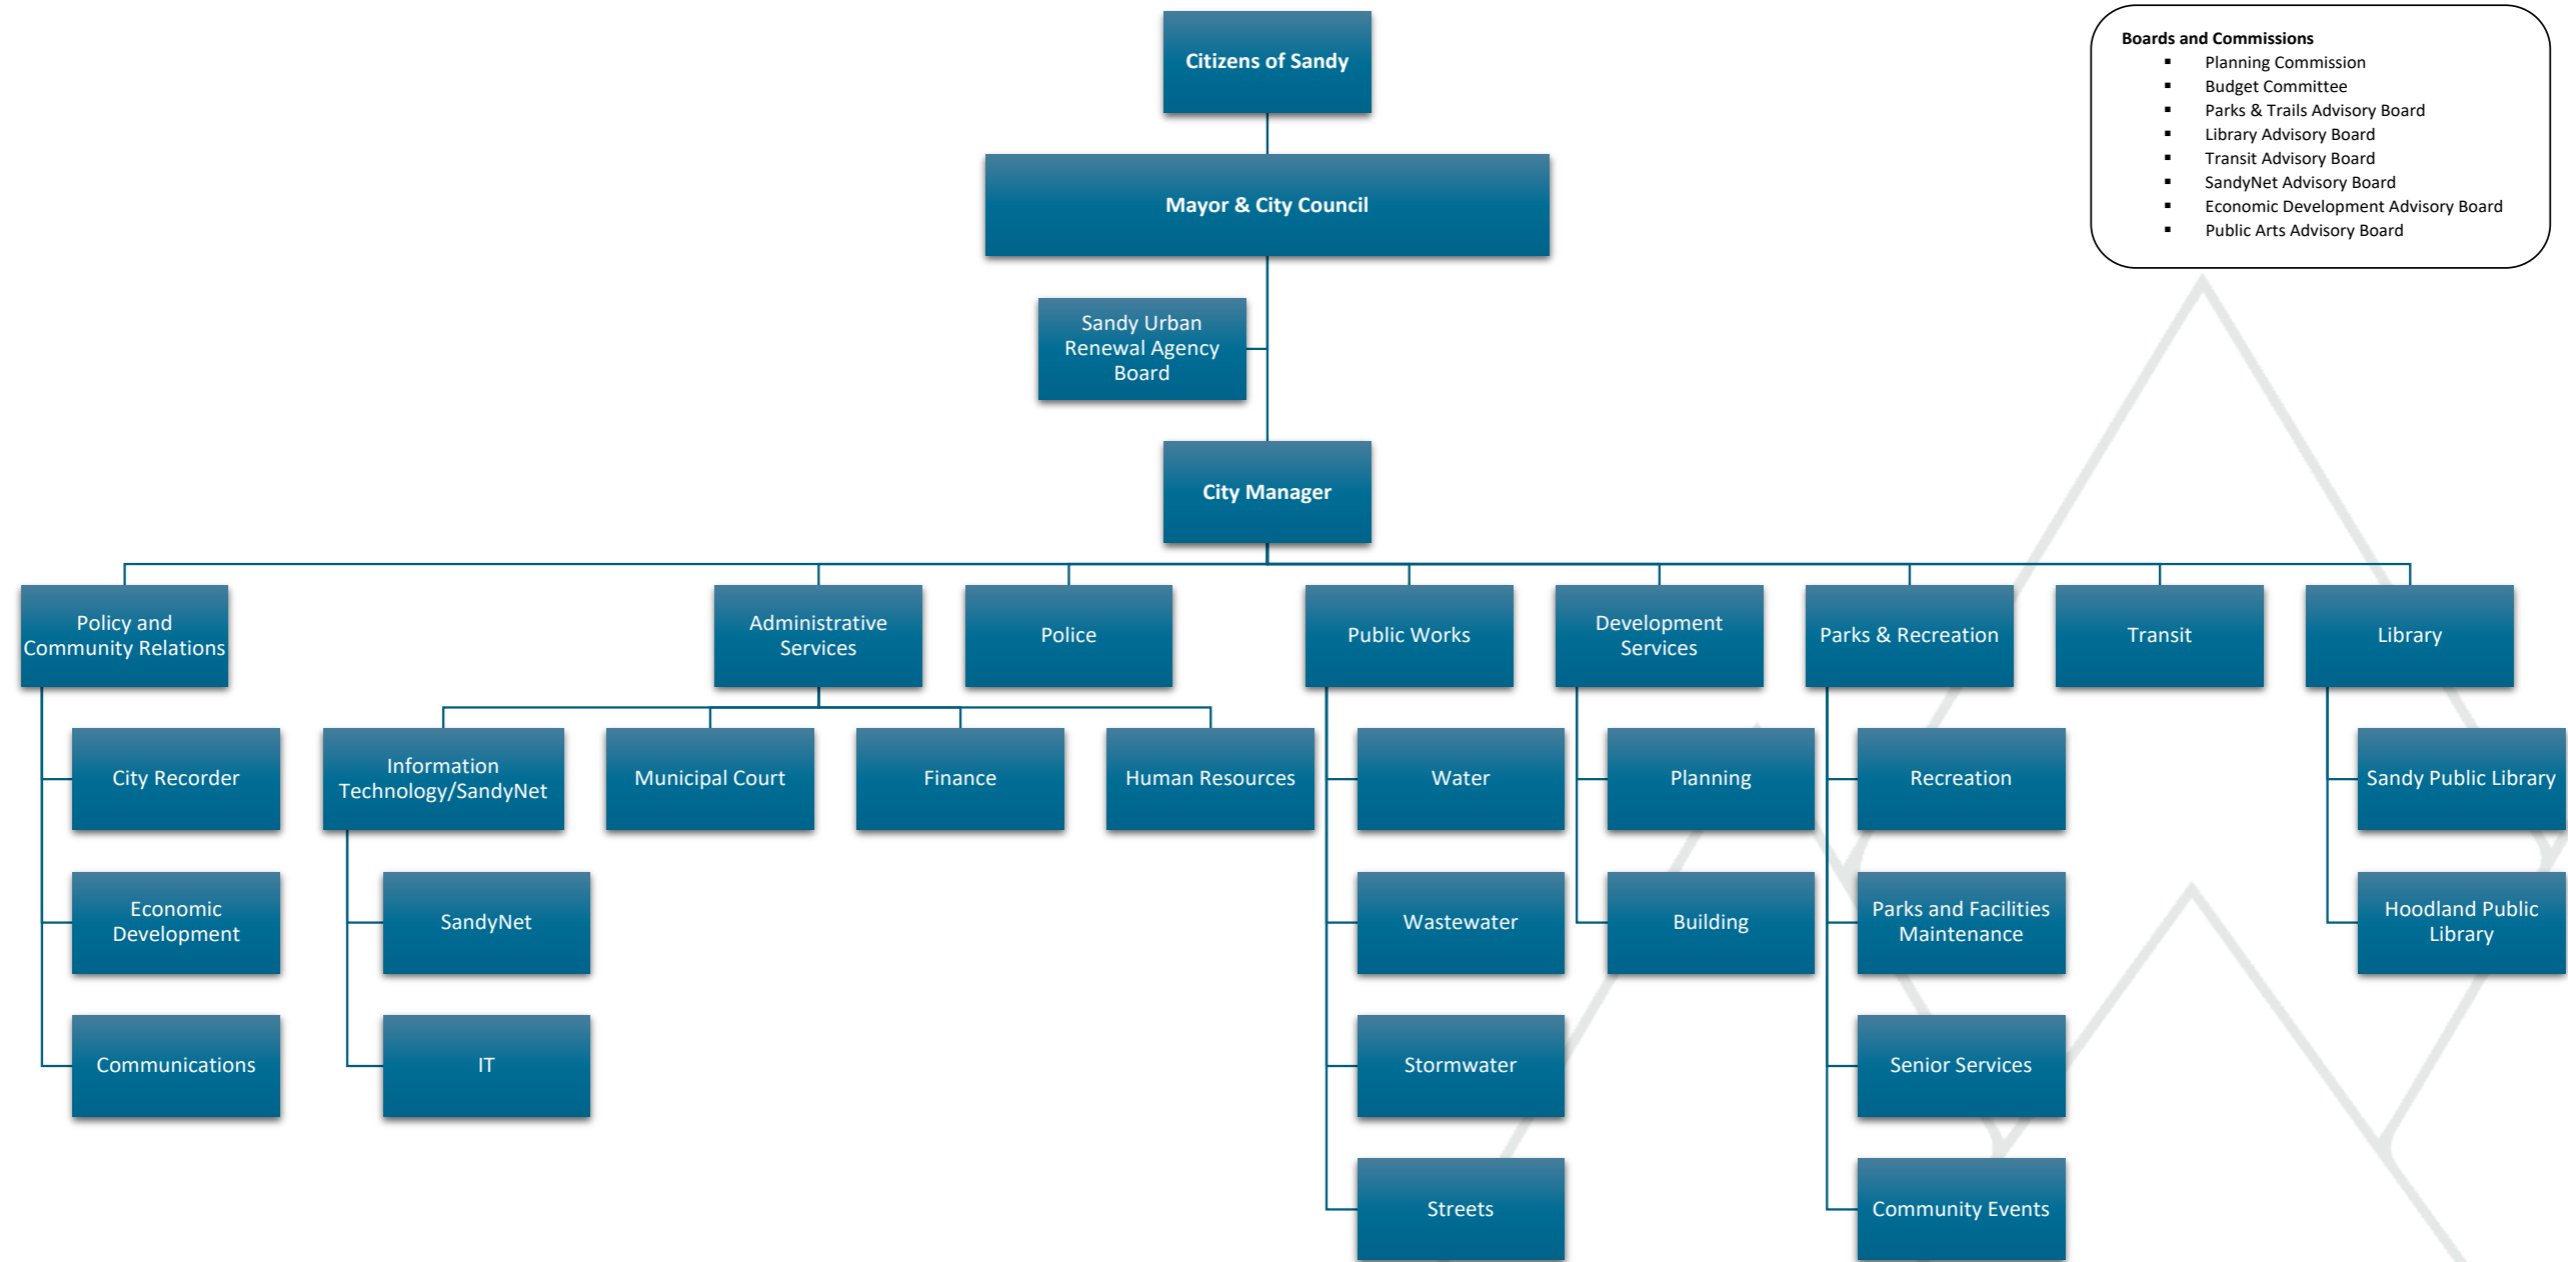 Citizens of Sandy
Boards and Commissions
▪ Planning Commission
▪ Budget Committee
▪ Parks & Trails Advisory Board
▪ Library Advisory Board
▪ Transit Advisory Board
▪ SandyNet Advisory Board
▪ Economic Development Advisory Board
▪ Public Arts Advisory Board
Mayor & City Council
Sandy Urban
Renewal Agency
Board
City Manager
Policy and
Community Relations
Administrative
Services
Police
Public Works
Development
Services
Parks & Recreation
Transit
Library
City Recorder
Economic
Development
Communications
Information
Technology/SandyNet
SandyNet
IT
Municipal Court
Finance
Human Resources
Water
Wastewater
Stormwater
Streets
Planning
Building
Recreation
Parks and Facilities
Maintenance
Senior Services
Community Events
Sandy Public Library
Hoodland Public
Library